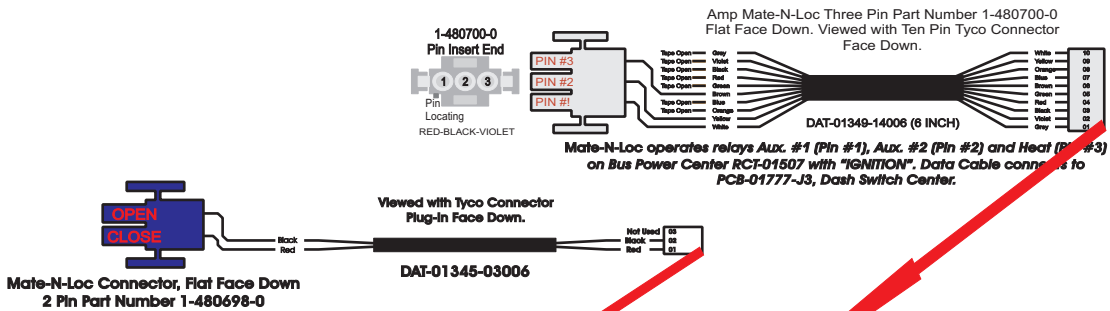 Amp Mate-N-Loc Three Pin Part Number 1-480700-0
Flat Face Down. Viewed with Ten Pin Tyco Connector
Face Down.
1-480700-0
Pin Insert End
1 2 3
Pin
Locating
RED-BLACK-VIOLET
PIN #3
PIN #2
PIN #!
Tape Open Gray
Tape Open Violet
Tape Open Black
Tape Open Red
Tape Open Green
Brown
Tape Open Blue
Tape Open Orange
Yellow
White
DAT-01349-14006 (6 INCH)
White 10
Yellow 09
Orange 08
Blue 07
Brown 06
Green 05
Red 04
Black 03
Violet 02
Grey 01
Mate-N-Loc operates relays Aux. #1 (Pin #1), Aux. #2 (Pin #2) and Heat (Pin #3)
on Bus Power Center RCT-01507 with "IGNITION". Data Cable connects to
PCB-01777-J3, Dash Switch Center.
OPEN
CLOSE
Black
Red
Viewed with Tyco Connector
Plug-in Face Down.
DAT-01345-03006
Not Used 03
Black 02
Red 01
Mate-N-Loc Connector, Flat Face Down
2 Pin Part Number 1-480698-0